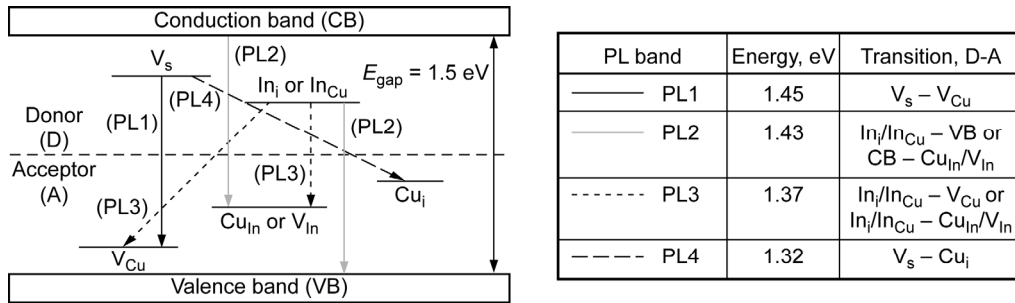 Conduction band (CB)
V_s
(PL2)
E_gap = 1.5 eV
(PL4)
In_i or In_Cu
(PL1)
(PL2)
Donor
(D)
Acceptor
(A)
(PL3)
Cu_i
(PL3)
Cu_In or V_In
V_Cu
Valence band (VB)
PL band Energy, eV Transition, D-A
PL1 1.45 V_s – V_Cu
PL2 1.43 In_i/In_Cu – VB or
CB – Cu_In/V_In
PL3 1.37 In_i/In_Cu – V_Cu or
In_i/In_Cu – Cu_In/V_In
PL4 1.32 V_s – Cu_i